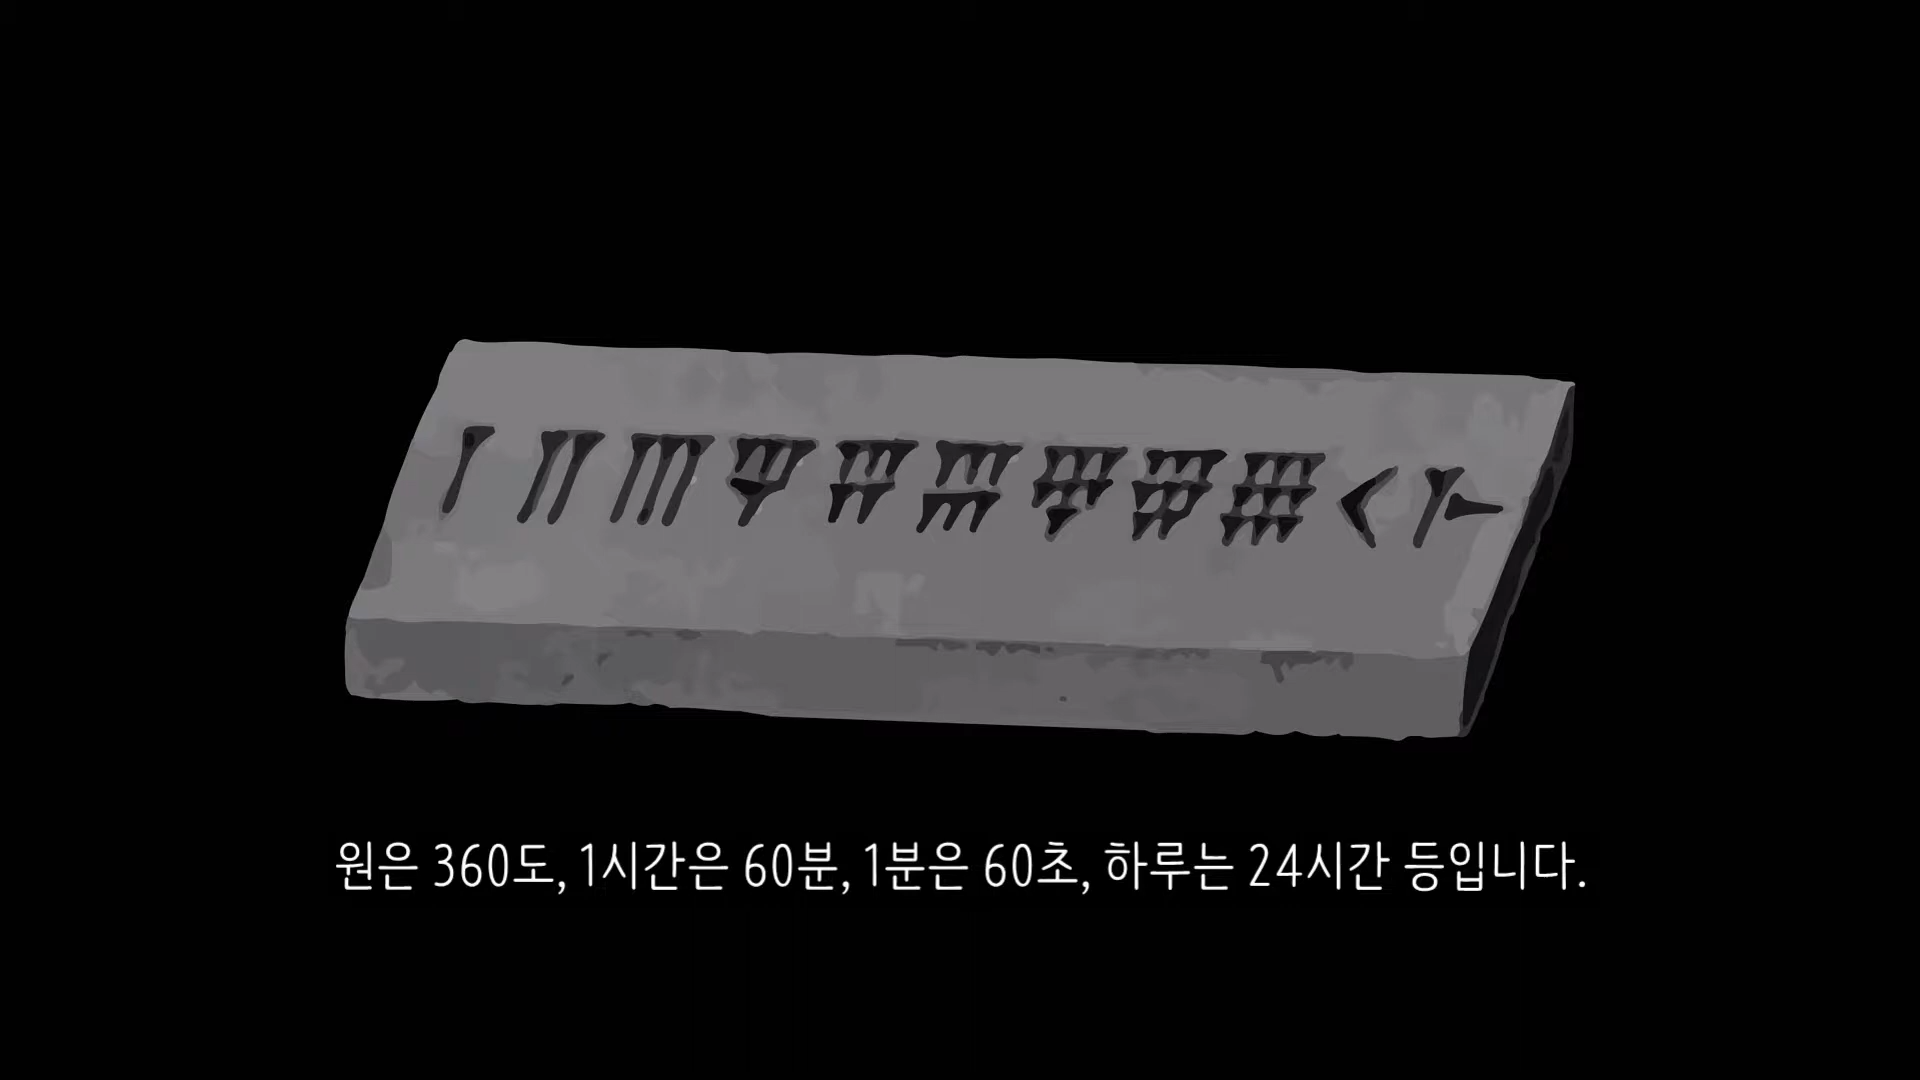 𒁹 𒈫 𒐈 𒐉 𒐊 𒐋 𒐌 𒐍 𒐎 𒌋 𒈨
원은 360도, 1시간은 60분, 1분은 60초, 하루는 24시간 등입니다.